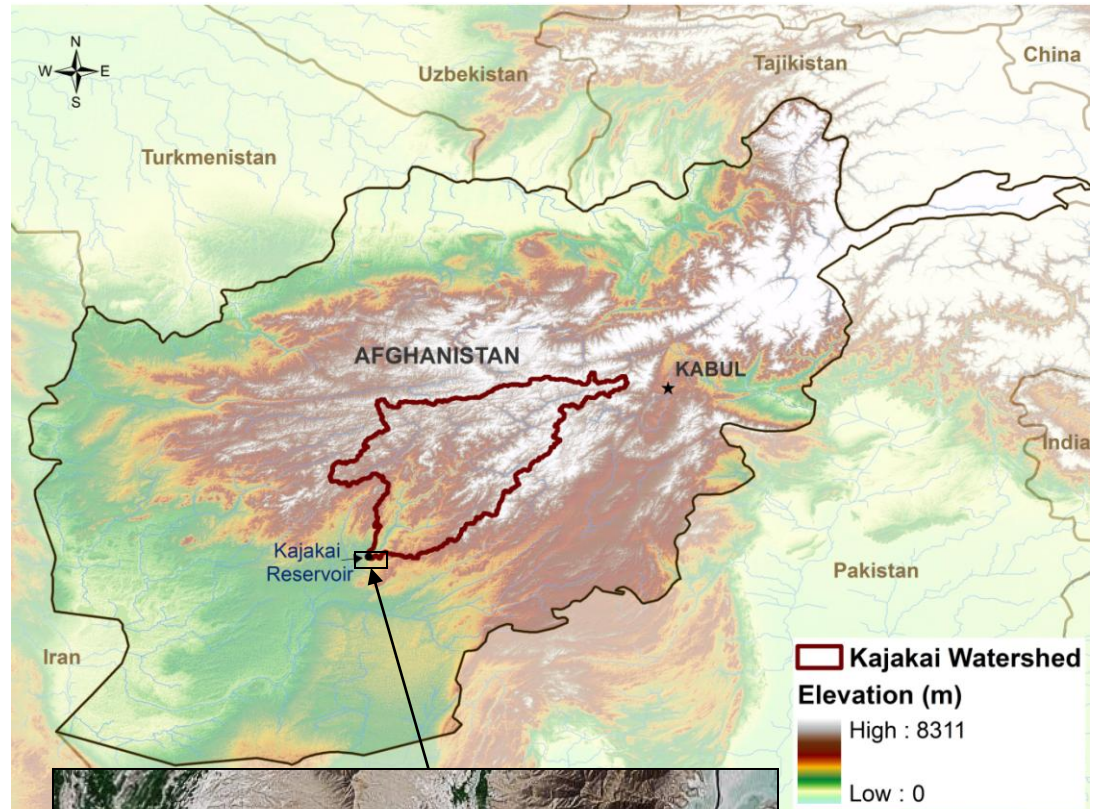 N
W E
S
Uzbekistan
Tajikistan
China
Turkmenistan
AFGHANISTAN
KABUL
India
Kajakai
Reservoir
Pakistan
Iran
Kajakai Watershed
Elevation (m)
High : 8311
Low : 0